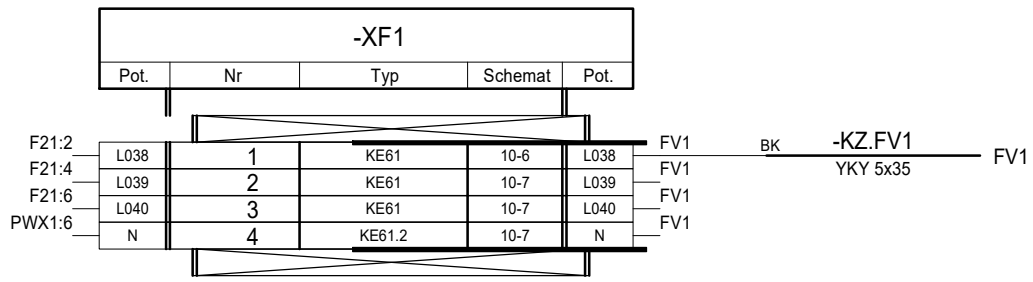 -XF1
Pot. Nr Typ Schemat Pot.
F21:2 L038 1 KE61 10-6 L038 FV1 BK -KZ.FV1 FV1
YKY 5x35
F21:4 L039 2 KE61 10-7 L039 FV1
F21:6 L040 3 KE61 10-7 L040 FV1
PWX1:6 N 4 KE61.2 10-7 N FV1